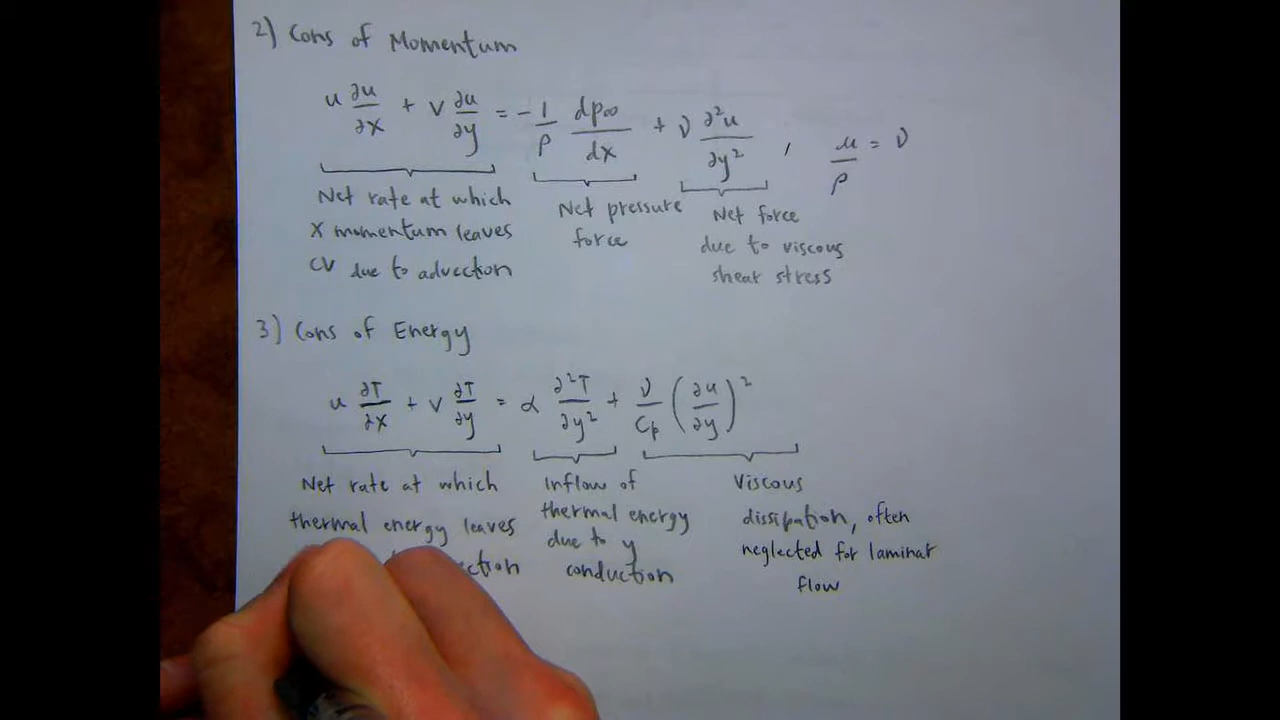 2) Cons of Momentum
u ∂u/∂x + v ∂u/∂y = - 1/ρ dp∞/dx + ν ∂²u/∂y² , μ/ρ = ν
Net rate at which
x momentum leaves
CV due to advection
Net pressure
force
Net force
due to viscous
shear stress
3) Cons of Energy
u ∂T/∂x + v ∂T/∂y = α ∂²T/∂y² + ν/Cp (∂u/∂y)²
Net rate at which
thermal energy leaves
Inflow of
thermal energy
due to y
conduction
Viscous
dissipation, often
neglected for laminar
flow